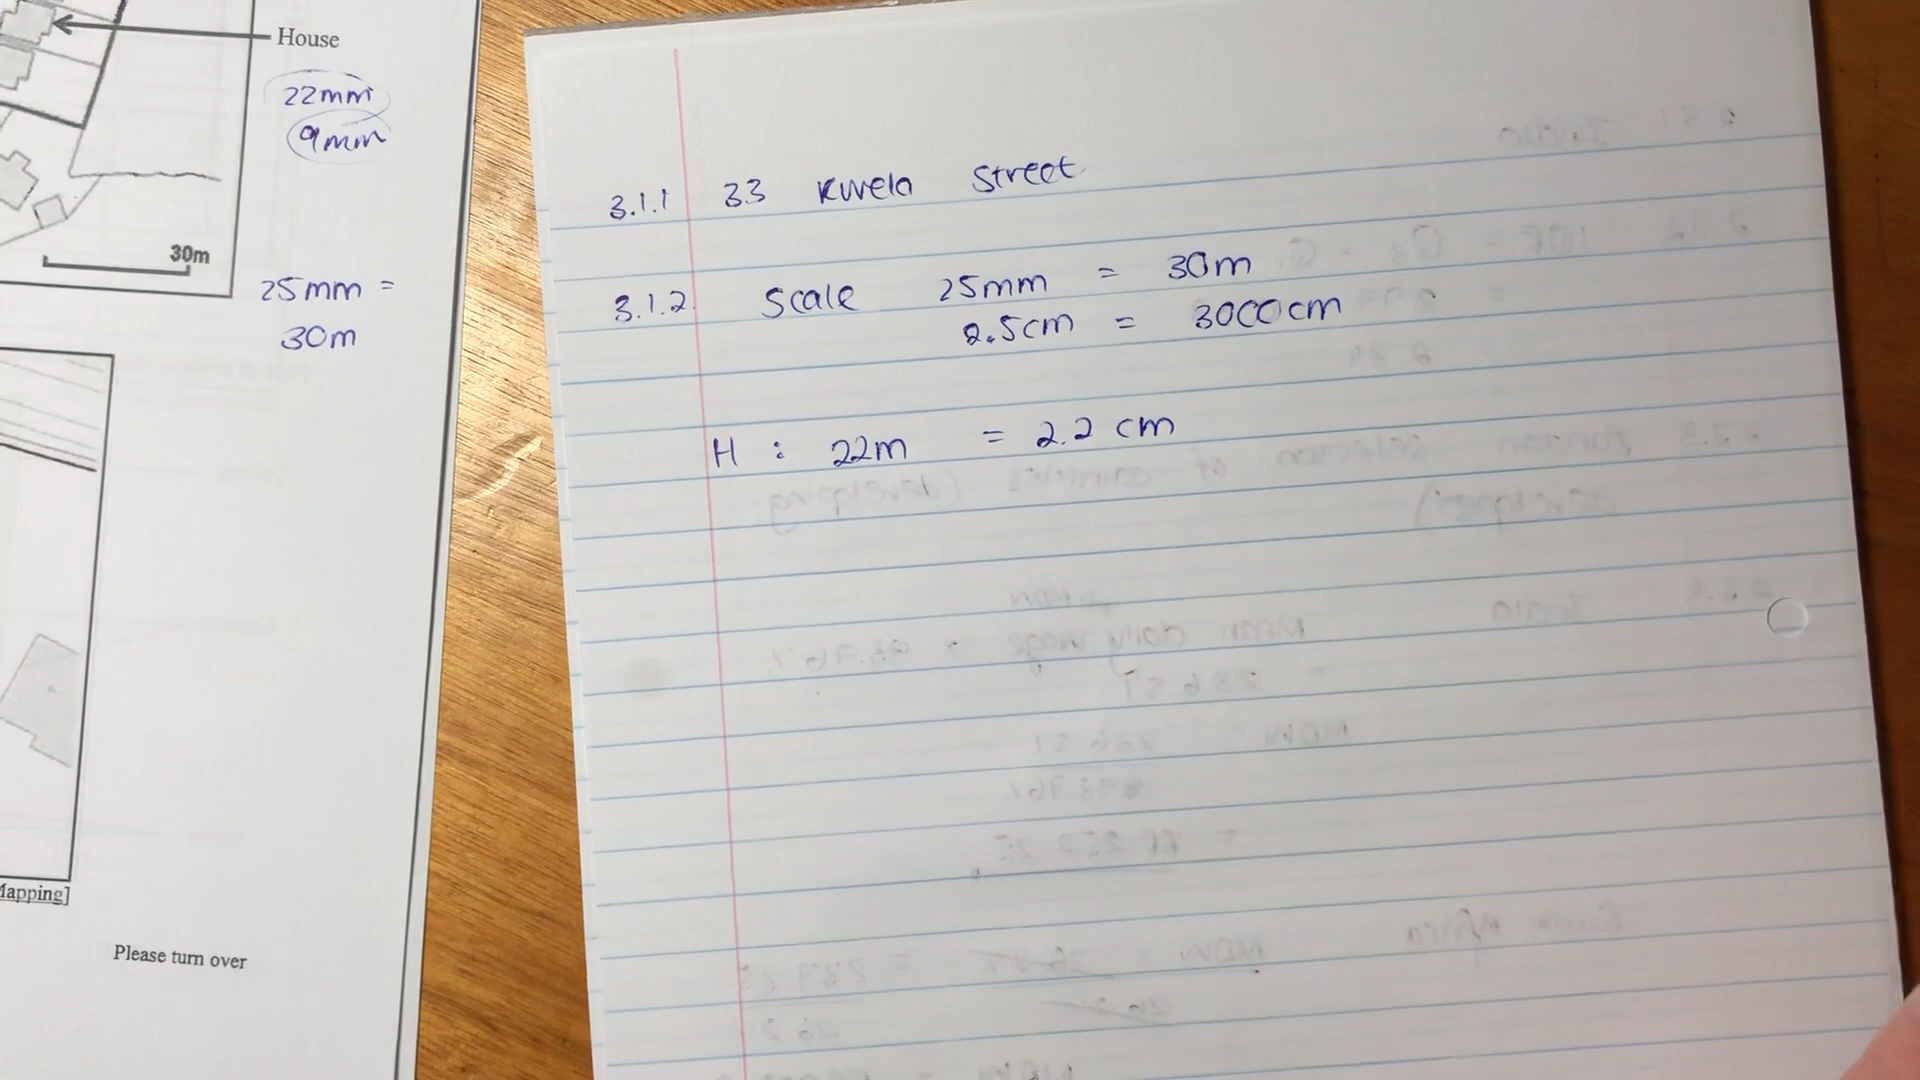 House
22mm
9mm
30m
25mm =
30m
Mapping]
Please turn over
3.1.1 33 Kwela Street
3.1.2. Scale 25mm = 30m
2.5cm = 3000cm
H : 22m = 2.2 cm